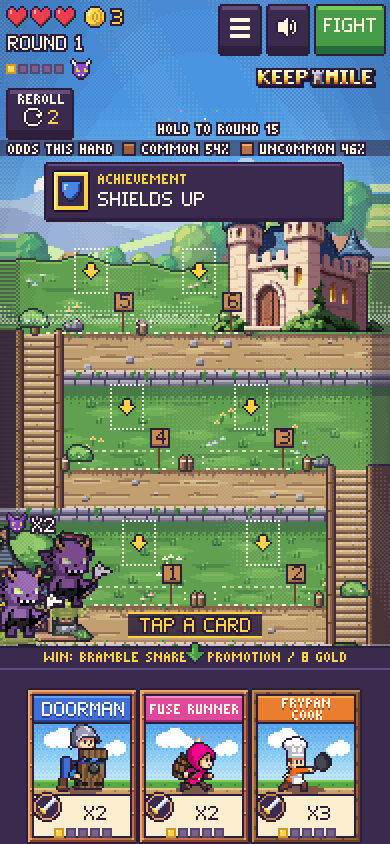 3
FIGHT
ROUND 1
KEEP MILE
REROLL
2
HOLD TO ROUND 15
ODDS THIS HAND COMMON 54% UNCOMMON 46%
ACHIEVEMENT
SHIELDS UP
5
6
4
3
X2
1
2
TAP A CARD
WIN: BRAMBLE SNARE PROMOTION / 8 GOLD
DOORMAN
FUSE RUNNER
FRYPAN
COOK
X2
X2
X3